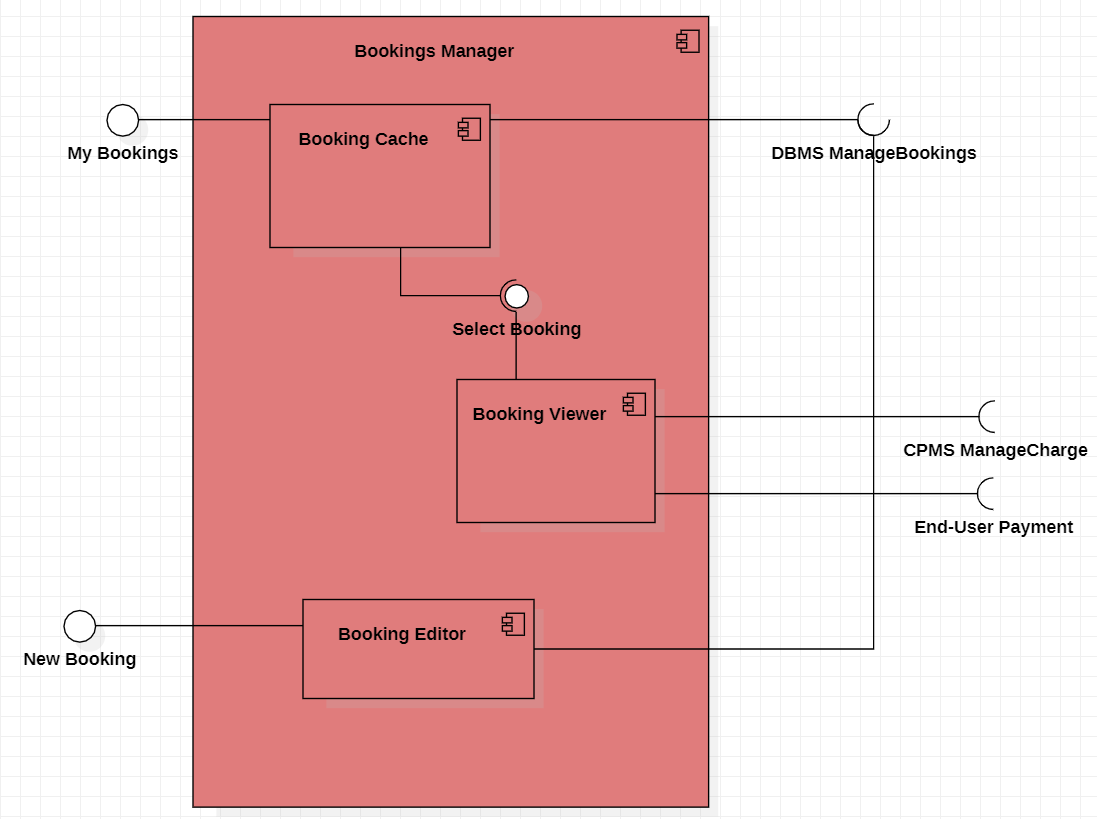 Bookings Manager
Booking Cache
My Bookings
DBMS ManageBookings
Select Booking
Booking Viewer
CPMS ManageCharge
End-User Payment
Booking Editor
New Booking